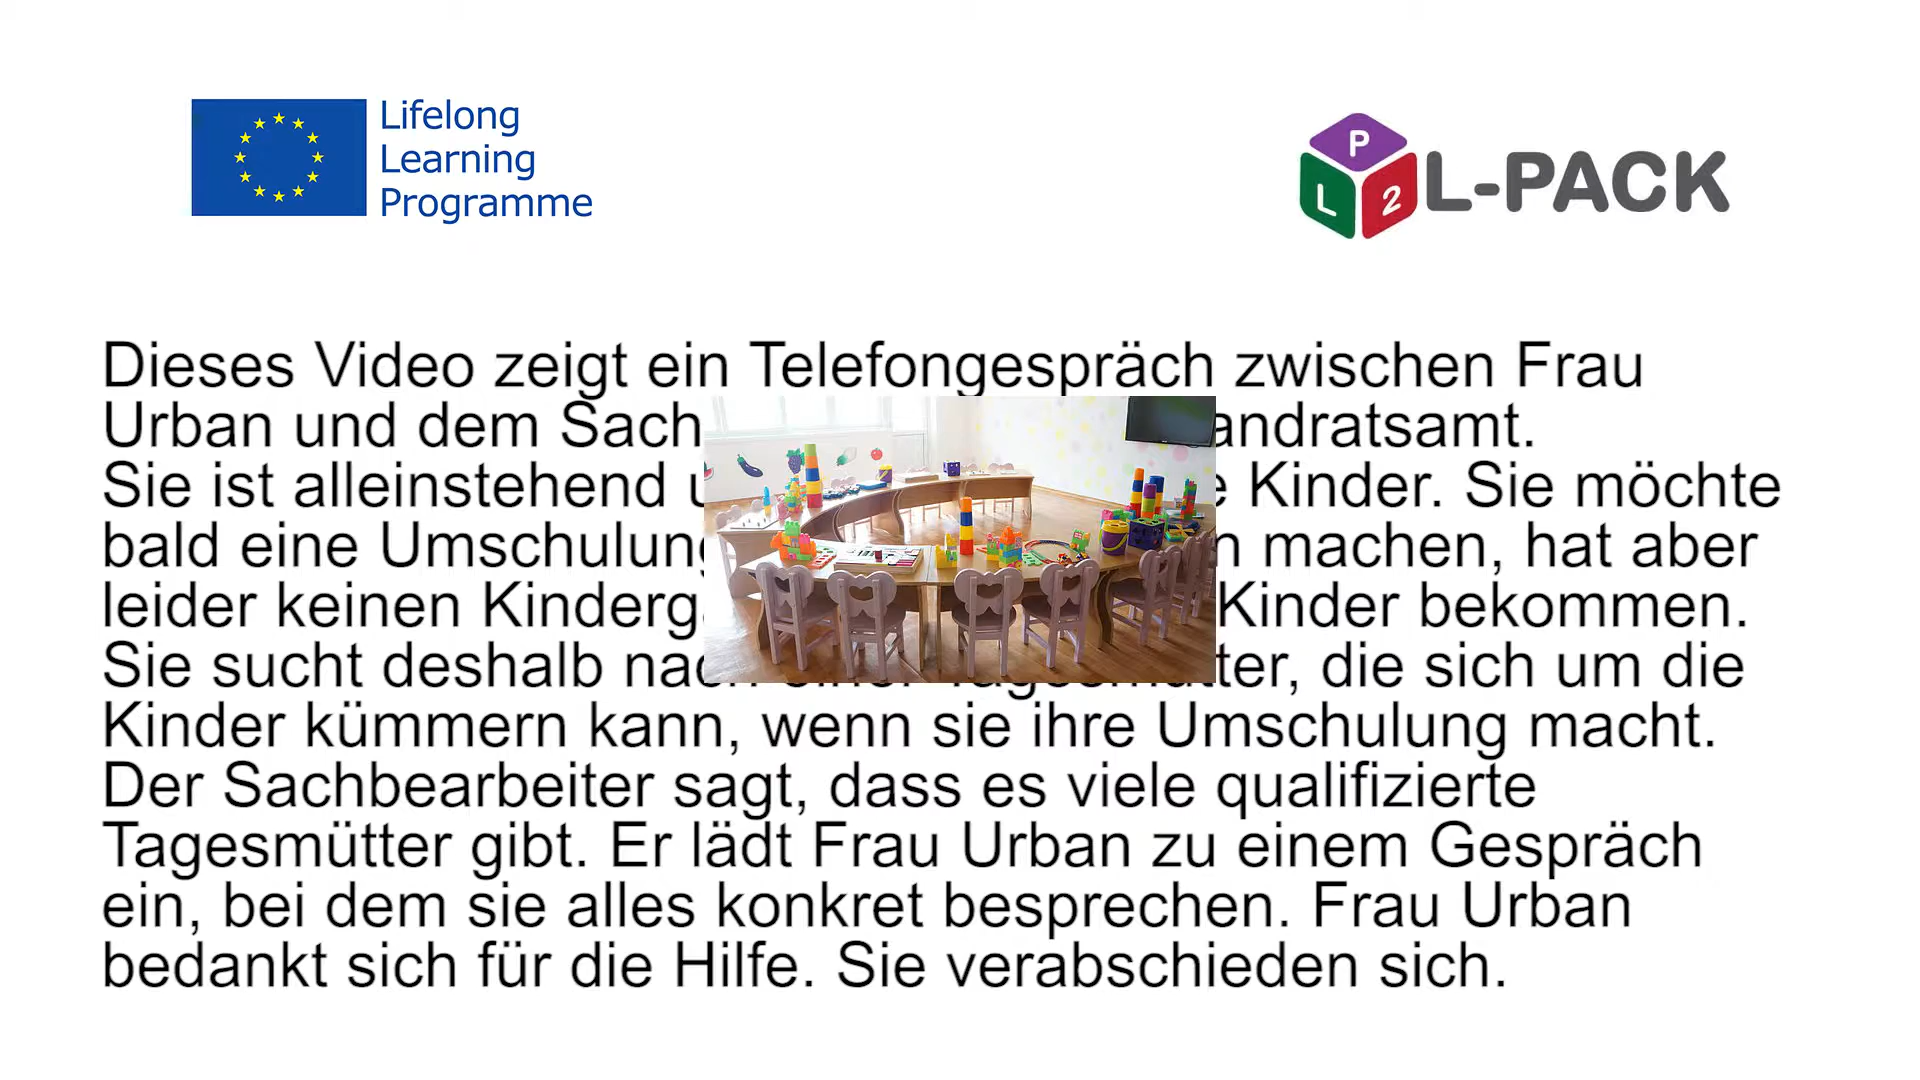 Lifelong
Learning
Programme
P
L
2
L-PACK
Dieses Video zeigt ein Telefongespräch zwischen Frau
Urban und dem Sach andratsamt.
Sie ist alleinstehend Kinder. Sie möchte
bald eine Umschulung machen, hat aber
leider keinen Kinderg Kinder bekommen.
Sie sucht deshalb nach einer Tagesmutter, die sich um die
Kinder kümmern kann, wenn sie ihre Umschulung macht.
Der Sachbearbeiter sagt, dass es viele qualifizierte
Tagesmütter gibt. Er lädt Frau Urban zu einem Gespräch
ein, bei dem sie alles konkret besprechen. Frau Urban
bedankt sich für die Hilfe. Sie verabschieden sich.